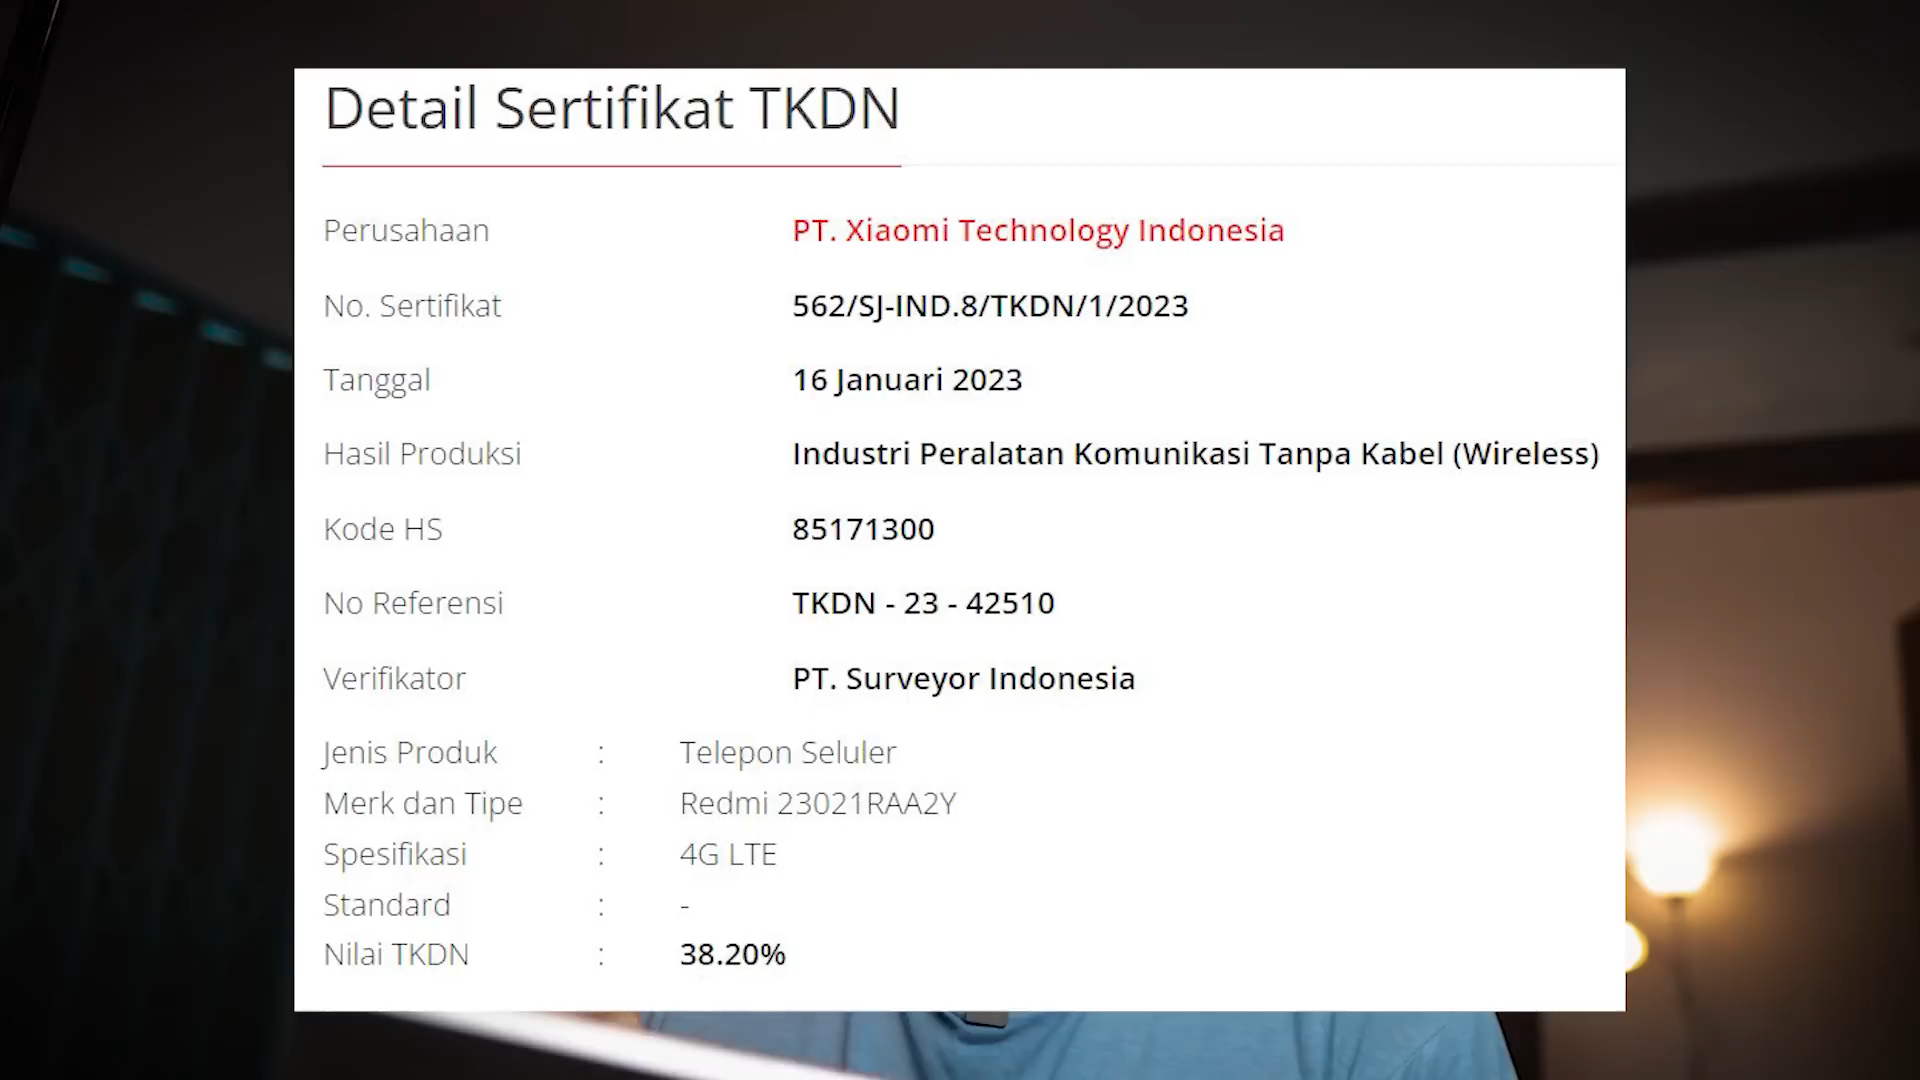 Detail Sertifikat TKDN
Perusahaan PT. Xiaomi Technology Indonesia
No. Sertifikat 562/SJ-IND.8/TKDN/1/2023
Tanggal 16 Januari 2023
Hasil Produksi Industri Peralatan Komunikasi Tanpa Kabel (Wireless)
Kode HS 85171300
No Referensi TKDN - 23 - 42510
Verifikator PT. Surveyor Indonesia
Jenis Produk : Telepon Seluler
Merk dan Tipe : Redmi 23021RAA2Y
Spesifikasi : 4G LTE
Standard : -
Nilai TKDN : 38.20%